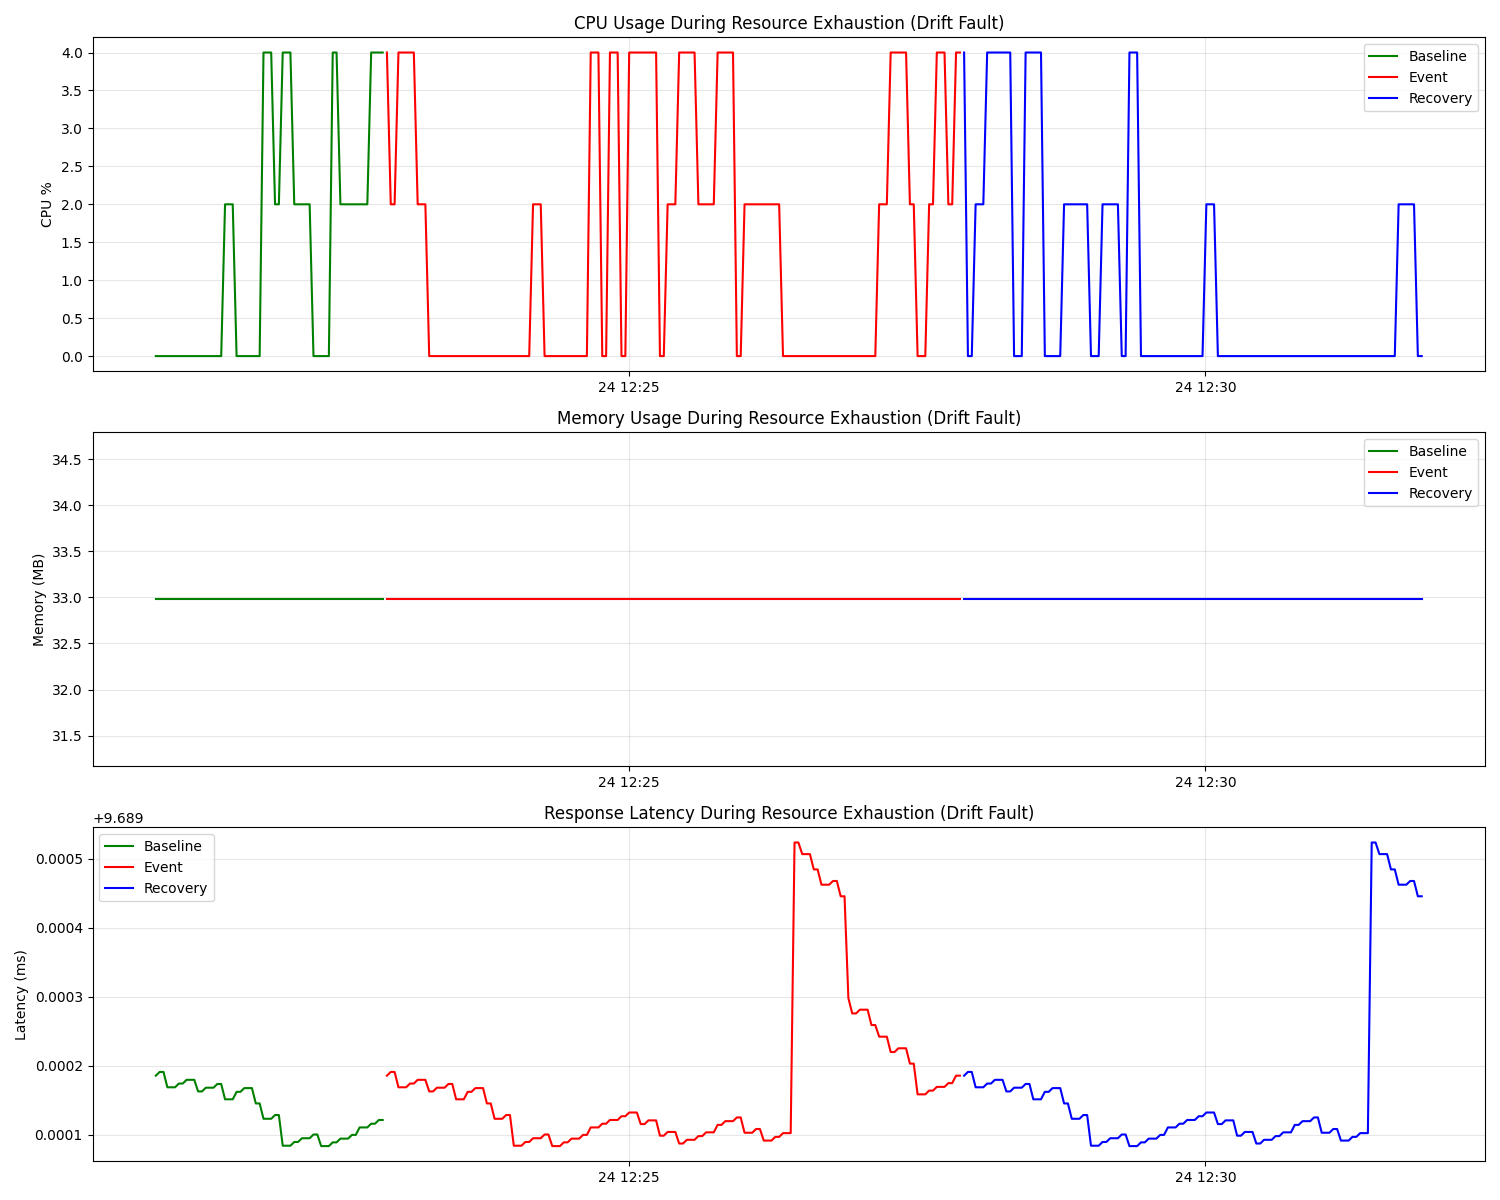 CPU Usage During Resource Exhaustion (Drift Fault)
CPU %
4.0
3.5
3.0
2.5
2.0
1.5
1.0
0.5
0.0
Baseline
Event
Recovery
24 12:25
24 12:30
Memory Usage During Resource Exhaustion (Drift Fault)
Memory (MB)
34.5
34.0
33.5
33.0
32.5
32.0
31.5
Baseline
Event
Recovery
24 12:25
24 12:30
Response Latency During Resource Exhaustion (Drift Fault)
+9.689
Latency (ms)
0.0005
0.0004
0.0003
0.0002
0.0001
Baseline
Event
Recovery
24 12:25
24 12:30